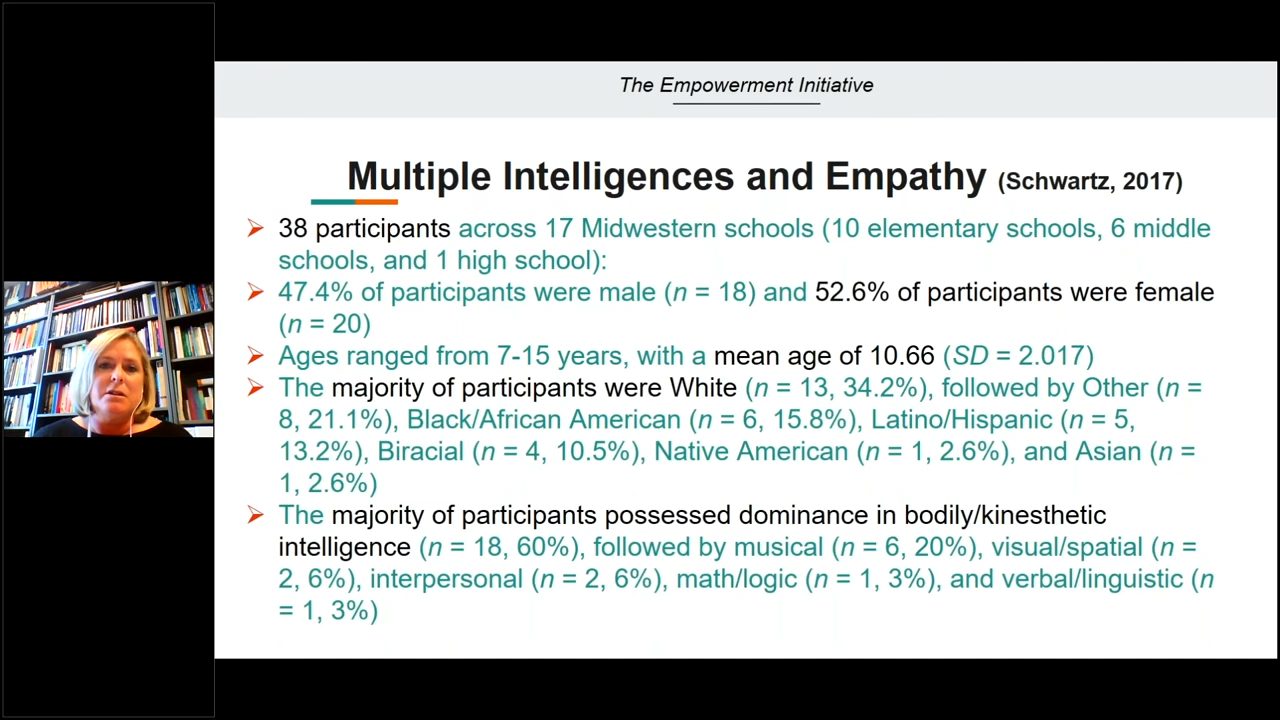 The Empowerment Initiative
Multiple Intelligences and Empathy (Schwartz, 2017)
38 participants across 17 Midwestern schools (10 elementary schools, 6 middle
schools, and 1 high school):
47.4% of participants were male (n = 18) and 52.6% of participants were female
(n = 20)
Ages ranged from 7-15 years, with a mean age of 10.66 (SD = 2.017)
The majority of participants were White (n = 13, 34.2%), followed by Other (n =
8, 21.1%), Black/African American (n = 6, 15.8%), Latino/Hispanic (n = 5,
13.2%), Biracial (n = 4, 10.5%), Native American (n = 1, 2.6%), and Asian (n =
1, 2.6%)
The majority of participants possessed dominance in bodily/kinesthetic
intelligence (n = 18, 60%), followed by musical (n = 6, 20%), visual/spatial (n =
2, 6%), interpersonal (n = 2, 6%), math/logic (n = 1, 3%), and verbal/linguistic (n
= 1, 3%)